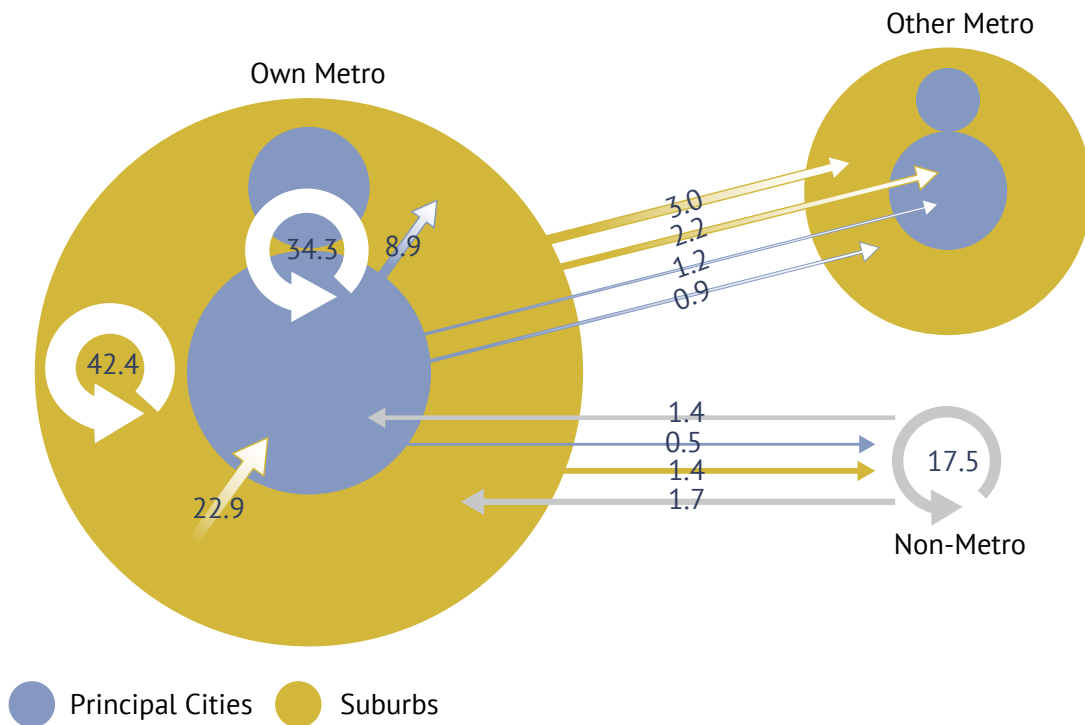 Other Metro
Own Metro
3.0
2.2
1.2
0.9
34.3
8.9
42.4
22.9
1.4
0.5
1.4
1.7
17.5
Non-Metro
Principal Cities
Suburbs